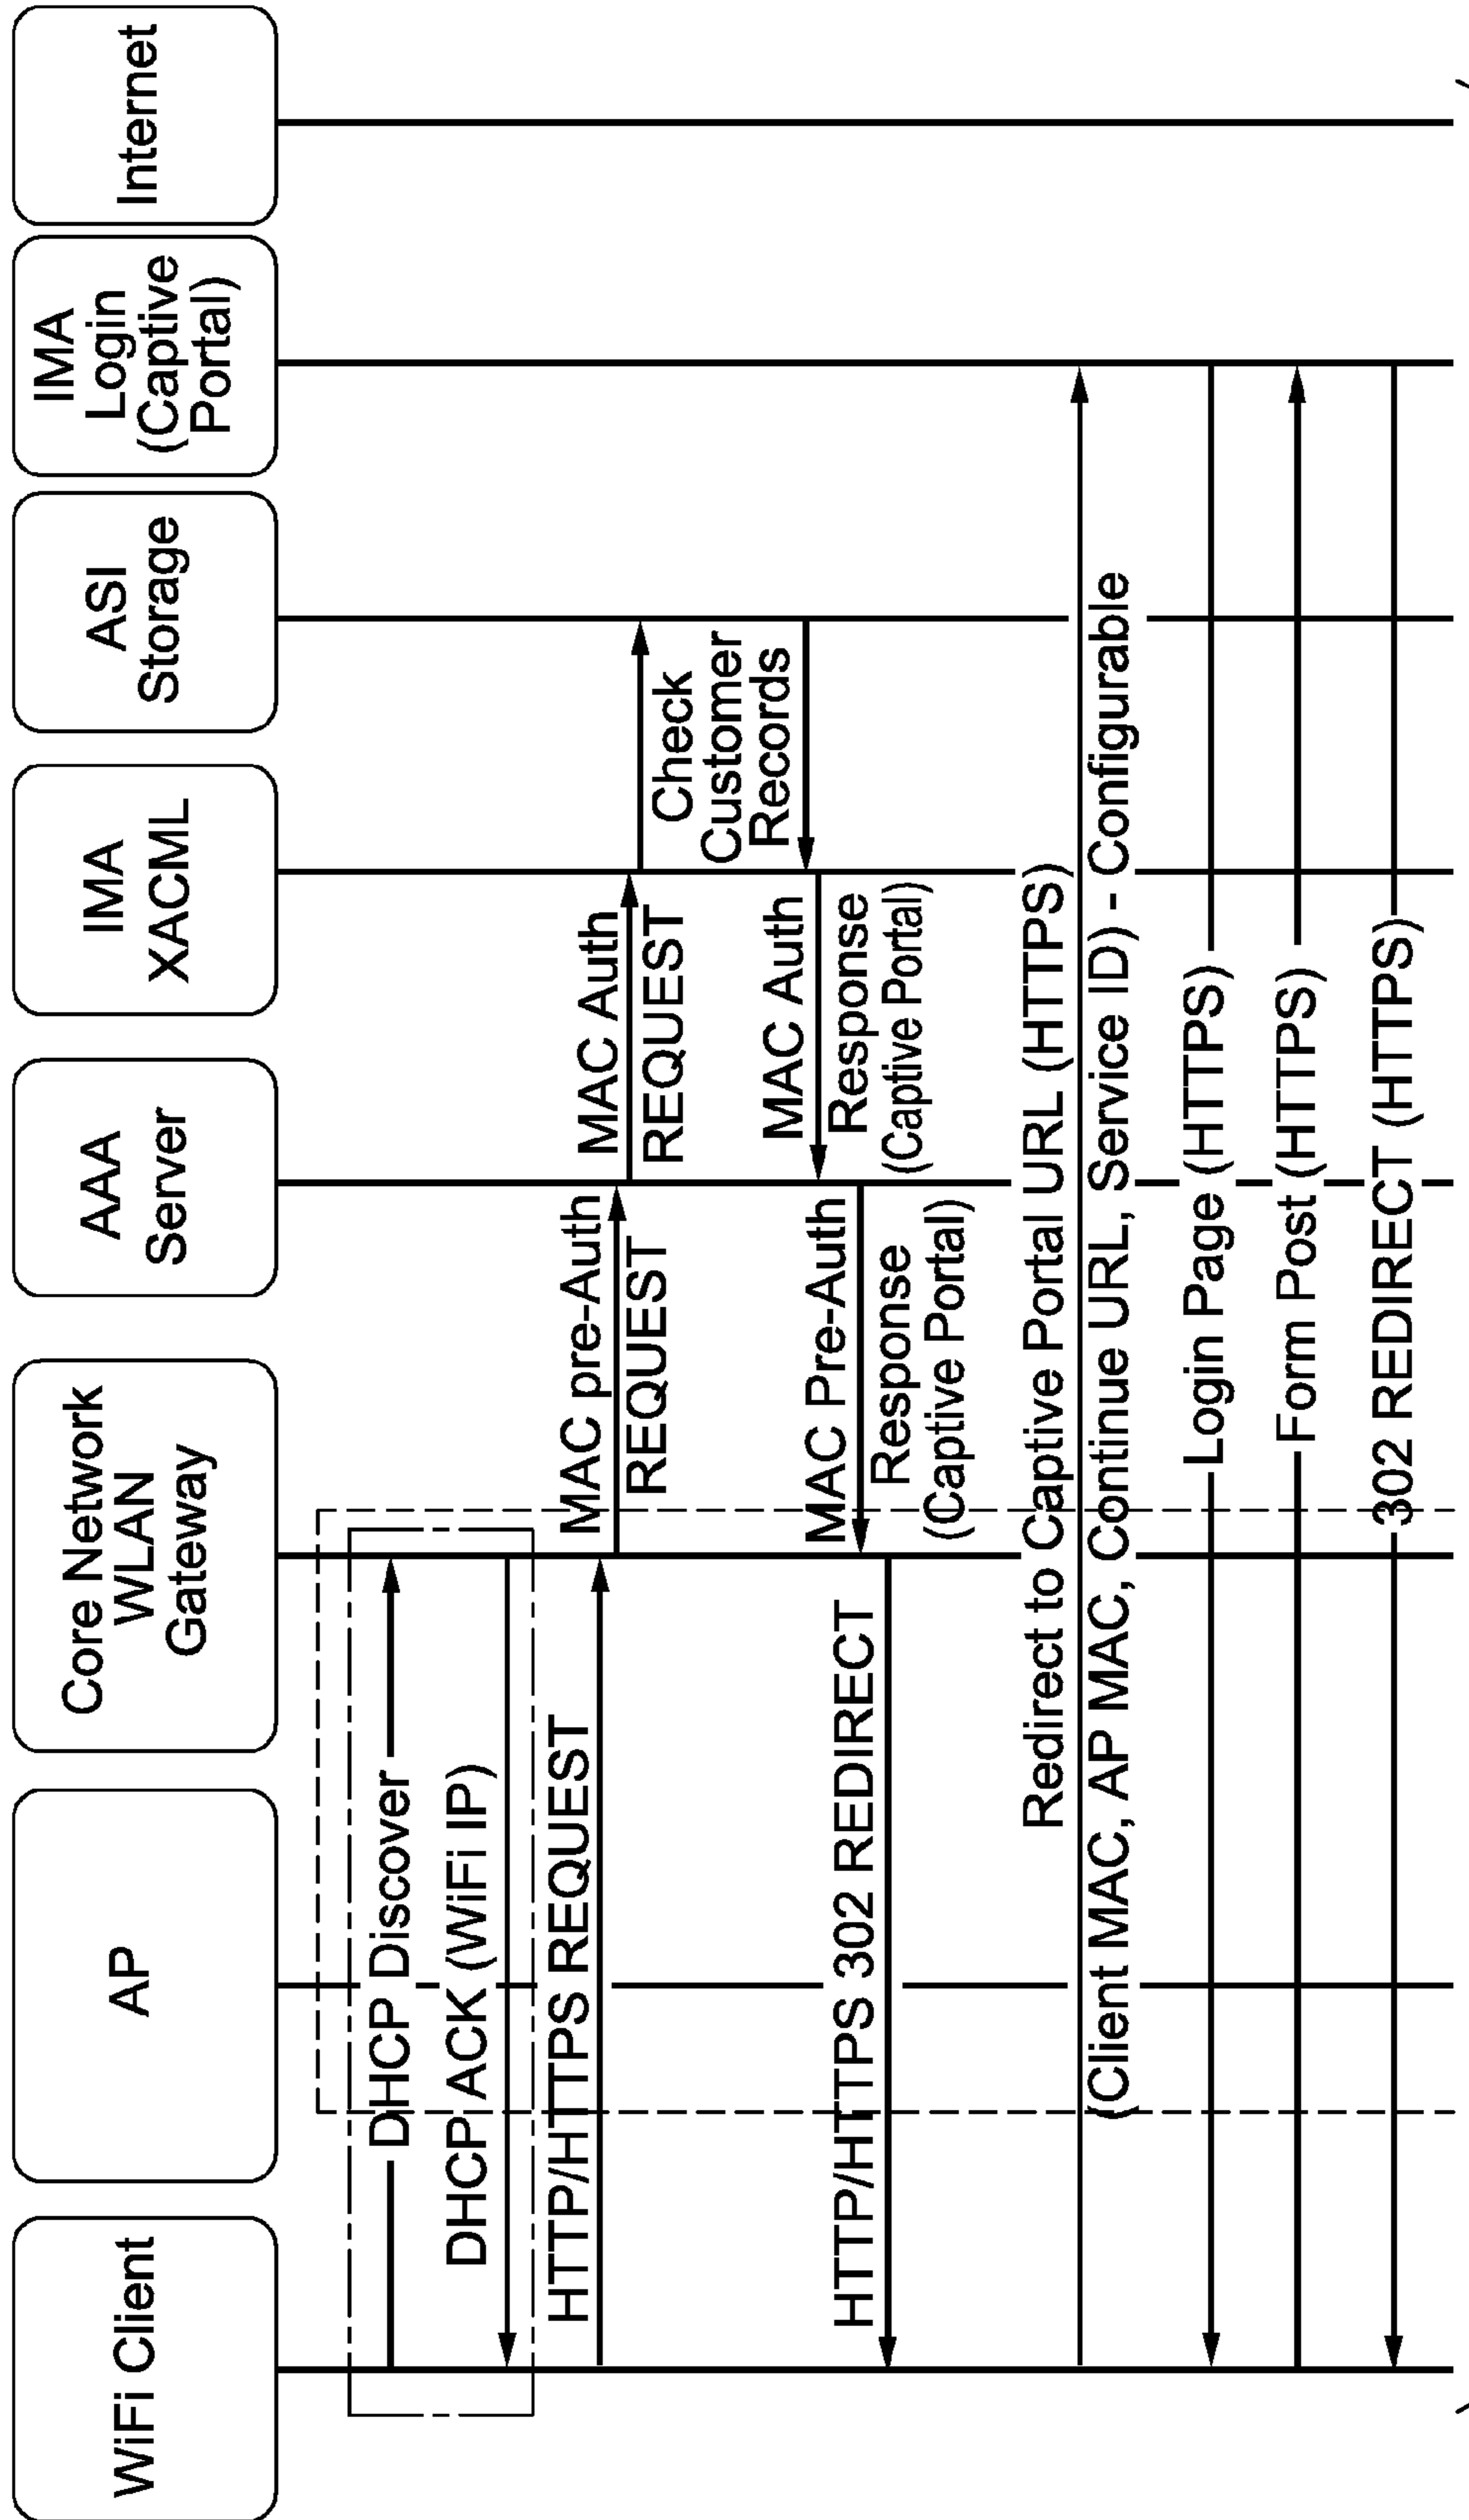 WiFi Client
AP
Core Network
WLAN
Gateway
AAA
Server
IMA
XACML
ASI
Storage
IMA
Login
(Captive
Portal)
Internet
DHCP Discover
DHCP ACK (WiFi IP)
HTTP/HTTPS REQUEST
MAC pre-Auth
REQUEST
MAC Auth
REQUEST
Check
Customer
Records
MAC Auth
Response
(Captive Portal)
MAC Pre-Auth
Response
(Captive Portal)
HTTP/HTTPS 302 REDIRECT
Redirect to Captive Portal URL (HTTPS)
(Client MAC, AP MAC, Continue URL, Service ID) - Configurable
Login Page (HTTPS)
Form Post (HTTPS)
302 REDIRECT (HTTPS)